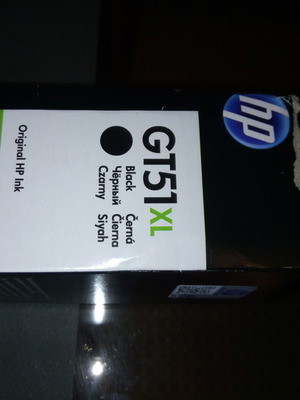 hp
GT51XL
Black Černá
Чёрный Čierna
Czarny Siyah
Original HP Ink